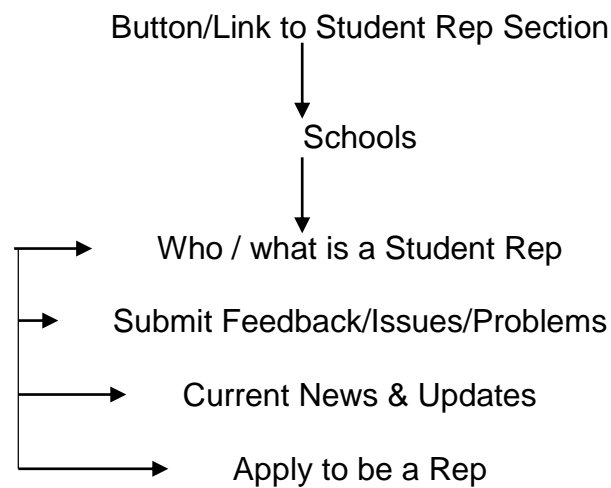 Button/Link to Student Rep Section
Schools
Who / what is a Student Rep
Submit Feedback/Issues/Problems
Current News & Updates
Apply to be a Rep